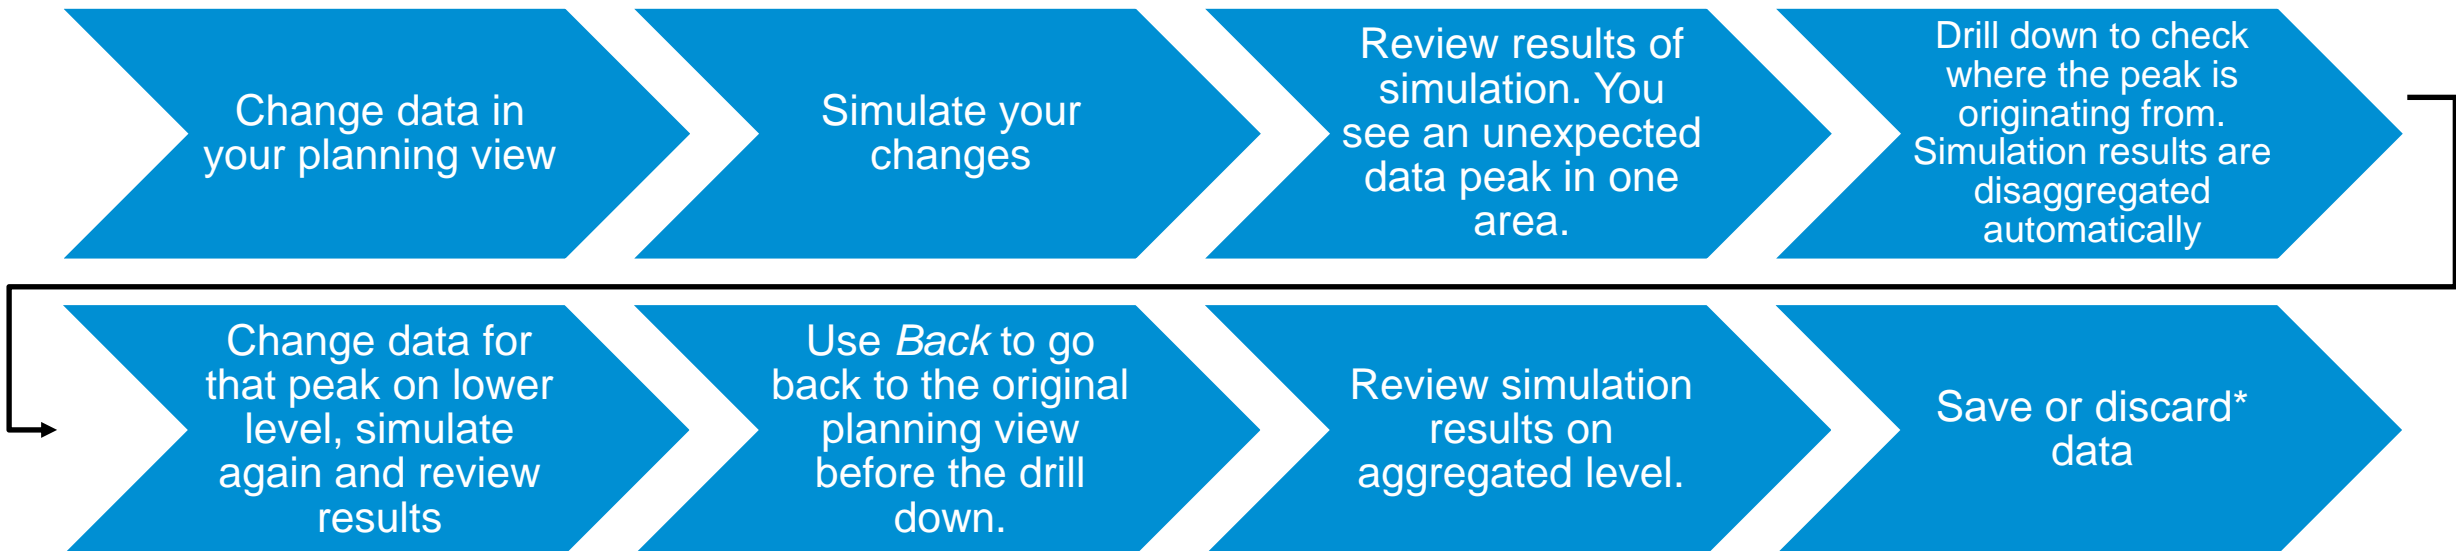 Change data in
your planning view
Simulate your
changes
Review results of
simulation. You
see an unexpected
data peak in one
area.
Drill down to check
where the peak is
originating from.
Simulation results are
disaggregated
automatically
Change data for
that peak on lower
level, simulate
again and review
results
Use Back to go
back to the original
planning view
before the drill
down.
Review simulation
results on
aggregated level.
Save or discard*
data